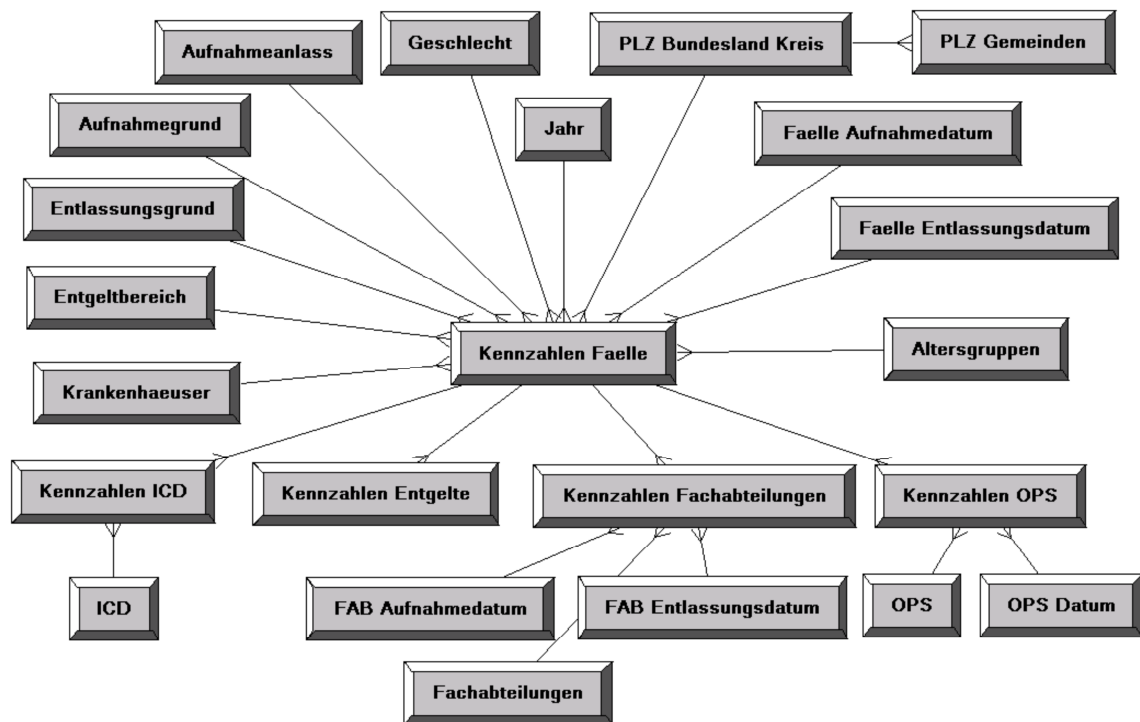 Aufnahmeanlass
Geschlecht
PLZ Bundesland Kreis
PLZ Gemeinden
Aufnahmegrund
Jahr
Faelle Aufnahmedatum
Entlassungsgrund
Faelle Entlassungsdatum
Entgeltbereich
Kennzahlen Faelle
Altersgruppen
Krankenhaeuser
Kennzahlen ICD
Kennzahlen Entgelte
Kennzahlen Fachabteilungen
Kennzahlen OPS
ICD
FAB Aufnahmedatum
FAB Entlassungsdatum
OPS
OPS Datum
Fachabteilungen